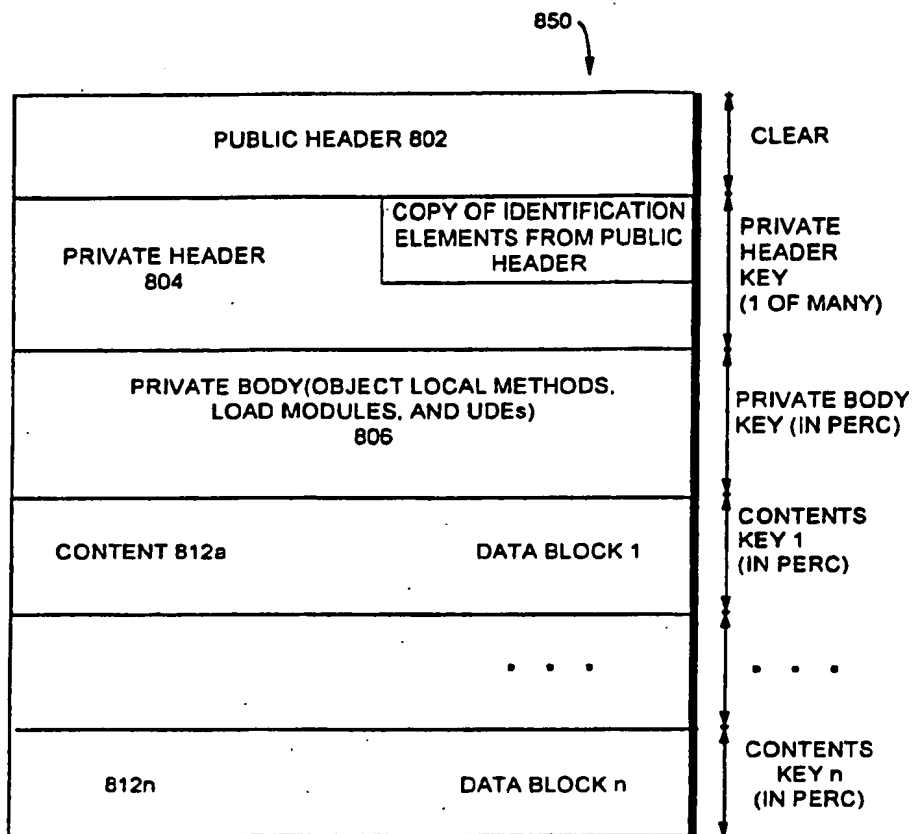 850
PUBLIC HEADER 802
CLEAR
PRIVATE HEADER
804
COPY OF IDENTIFICATION
ELEMENTS FROM PUBLIC
HEADER
PRIVATE
HEADER
KEY
(1 OF MANY)
PRIVATE BODY(OBJECT LOCAL METHODS,
LOAD MODULES, AND UDEs)
806
PRIVATE BODY
KEY (IN PERC)
CONTENT 812a
DATA BLOCK 1
CONTENTS
KEY 1
(IN PERC)
. . .
. . .
812n
DATA BLOCK n
CONTENTS
KEY n
(IN PERC)